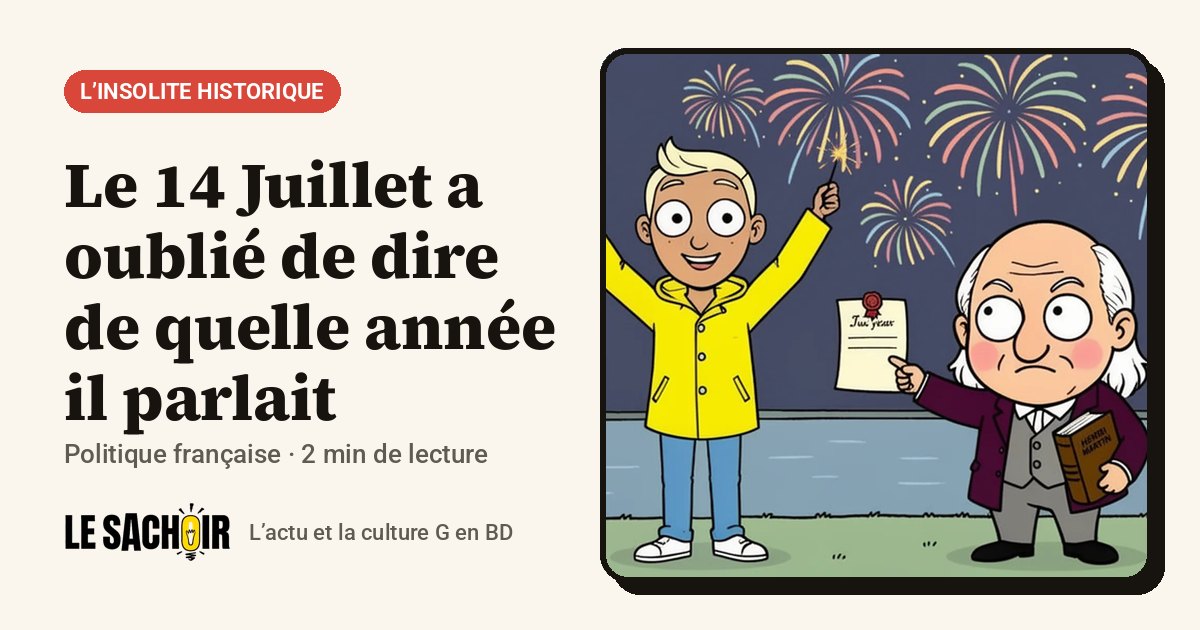 L’INSOLITE HISTORIQUE
Le 14 Juillet a
oublié de dire
de quelle année
il parlait
Politique française · 2 min de lecture
LE SACHOIR
L’actu et la culture G en BD
HENRI
MARTIN